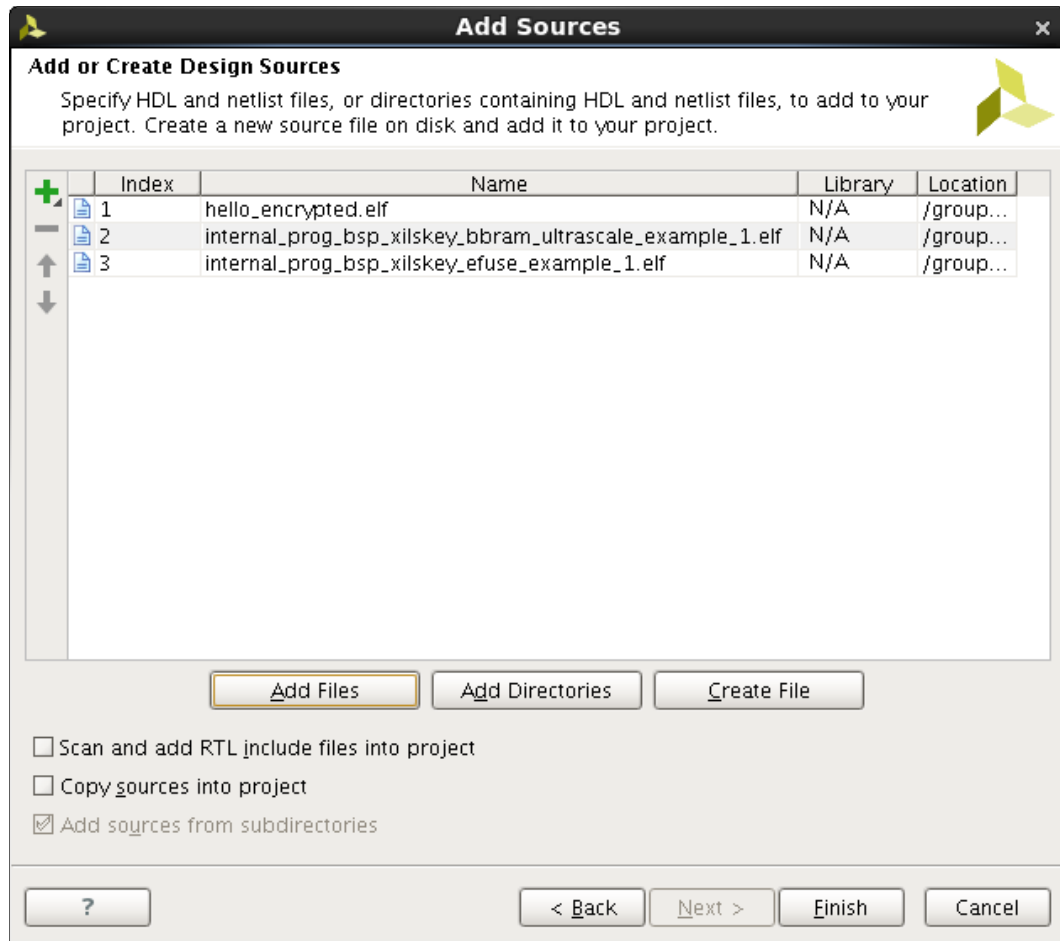 Add Sources
Add or Create Design Sources
Specify HDL and netlist files, or directories containing HDL and netlist files, to add to your
project. Create a new source file on disk and add it to your project.
Index Name Library Location
1 hello_encrypted.elf N/A /group...
2 internal_prog_bsp_xilskey_bbram_ultrascale_example_1.elf N/A /group...
3 internal_prog_bsp_xilskey_efuse_example_1.elf N/A /group...
Add Files Add Directories Create File
Scan and add RTL include files into project
Copy sources into project
Add sources from subdirectories
? < Back Next > Finish Cancel